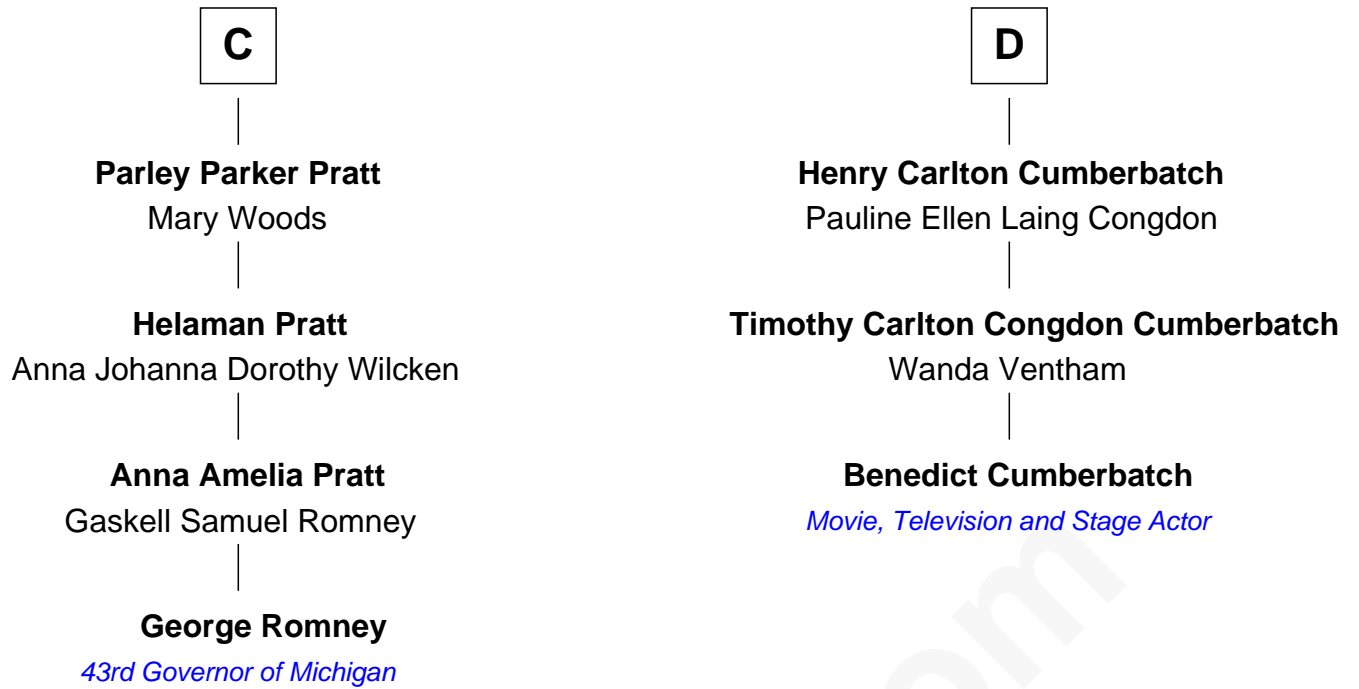 C
Parley Parker Pratt
Mary Woods
Helaman Pratt
Anna Johanna Dorothy Wilcken
Anna Amelia Pratt
Gaskell Samuel Romney
George Romney
43rd Governor of Michigan
D
Henry Carlton Cumberbatch
Pauline Ellen Laing Congdon
Timothy Carlton Congdon Cumberbatch
Wanda Ventham
Benedict Cumberbatch
Movie, Television and Stage Actor
om